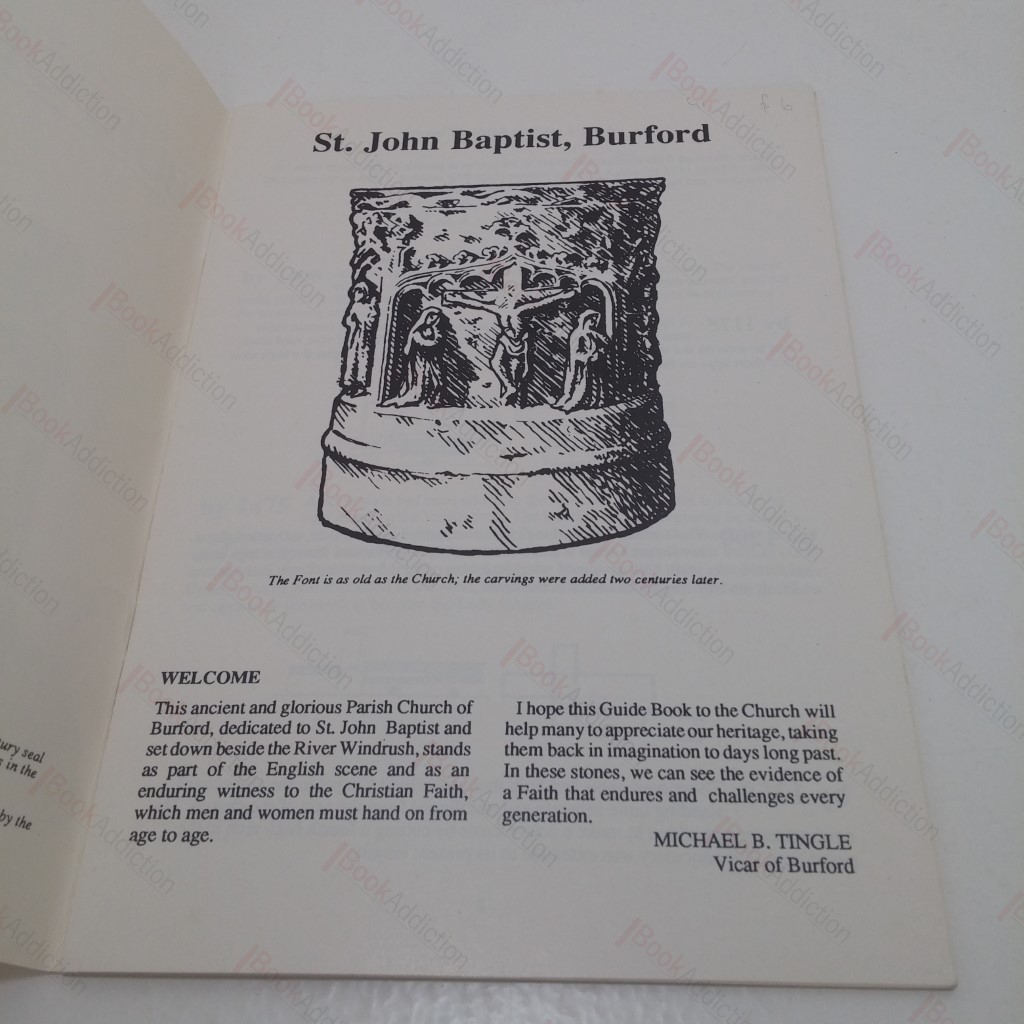 £6
St. John Baptist, Burford
The Font is as old as the Church; the carvings were added two centuries later.
WELCOME
This ancient and glorious Parish Church of
Burford, dedicated to St. John Baptist and
set down beside the River Windrush, stands
as part of the English scene and as an
enduring witness to the Christian Faith,
which men and women must hand on from
age to age.
I hope this Guide Book to the Church will
help many to appreciate our heritage, taking
them back in imagination to days long past.
In these stones, we can see the evidence of
a Faith that endures and challenges every
generation.
MICHAEL B. TINGLE
Vicar of Burford
seal
in the
by the
BookAddiction